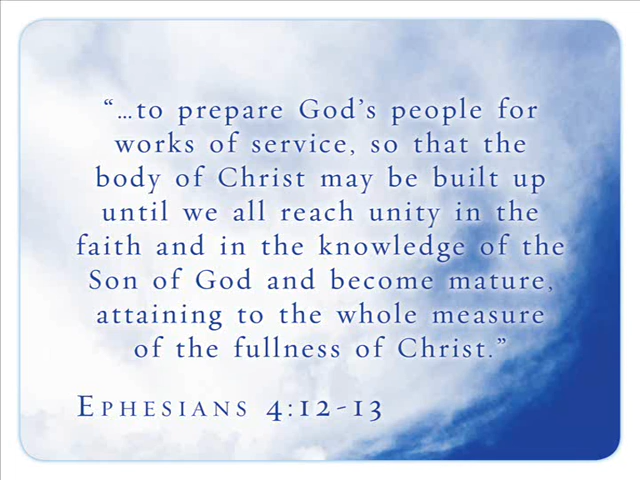 “…to prepare God’s people for
works of service, so that the
body of Christ may be built up
until we all reach unity in the
faith and in the knowledge of the
Son of God and become mature,
attaining to the whole measure
of the fullness of Christ.”
Ephesians 4:12-13